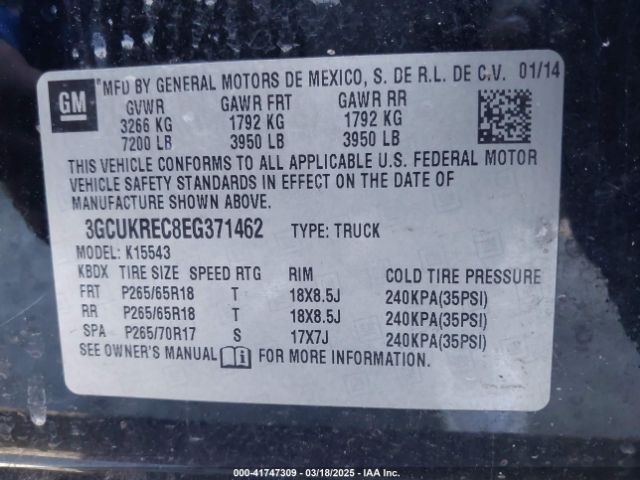 GM
MFD BY GENERAL MOTORS DE MEXICO, S. DE R.L. DE C.V. 01/14
GVWR GAWR FRT GAWR RR
3266 KG 1792 KG 1792 KG
7200 LB 3950 LB 3950 LB
THIS VEHICLE CONFORMS TO ALL APPLICABLE U.S. FEDERAL MOTOR
VEHICLE SAFETY STANDARDS IN EFFECT ON THE DATE OF
MANUFACTURE SHOWN ABOVE.
3GCUKREC8EG371462 TYPE: TRUCK
MODEL: K15543
KBDX TIRE SIZE SPEED RTG RIM COLD TIRE PRESSURE
FRT P265/65R18 T 18X8.5J 240KPA(35PSI)
RR P265/65R18 T 18X8.5J 240KPA(35PSI)
SPA P265/70R17 S 17X7J 240KPA(35PSI)
SEE OWNER'S MANUAL FOR MORE INFORMATION.
000-41747309 | 03/18/2025 - IAA Inc.